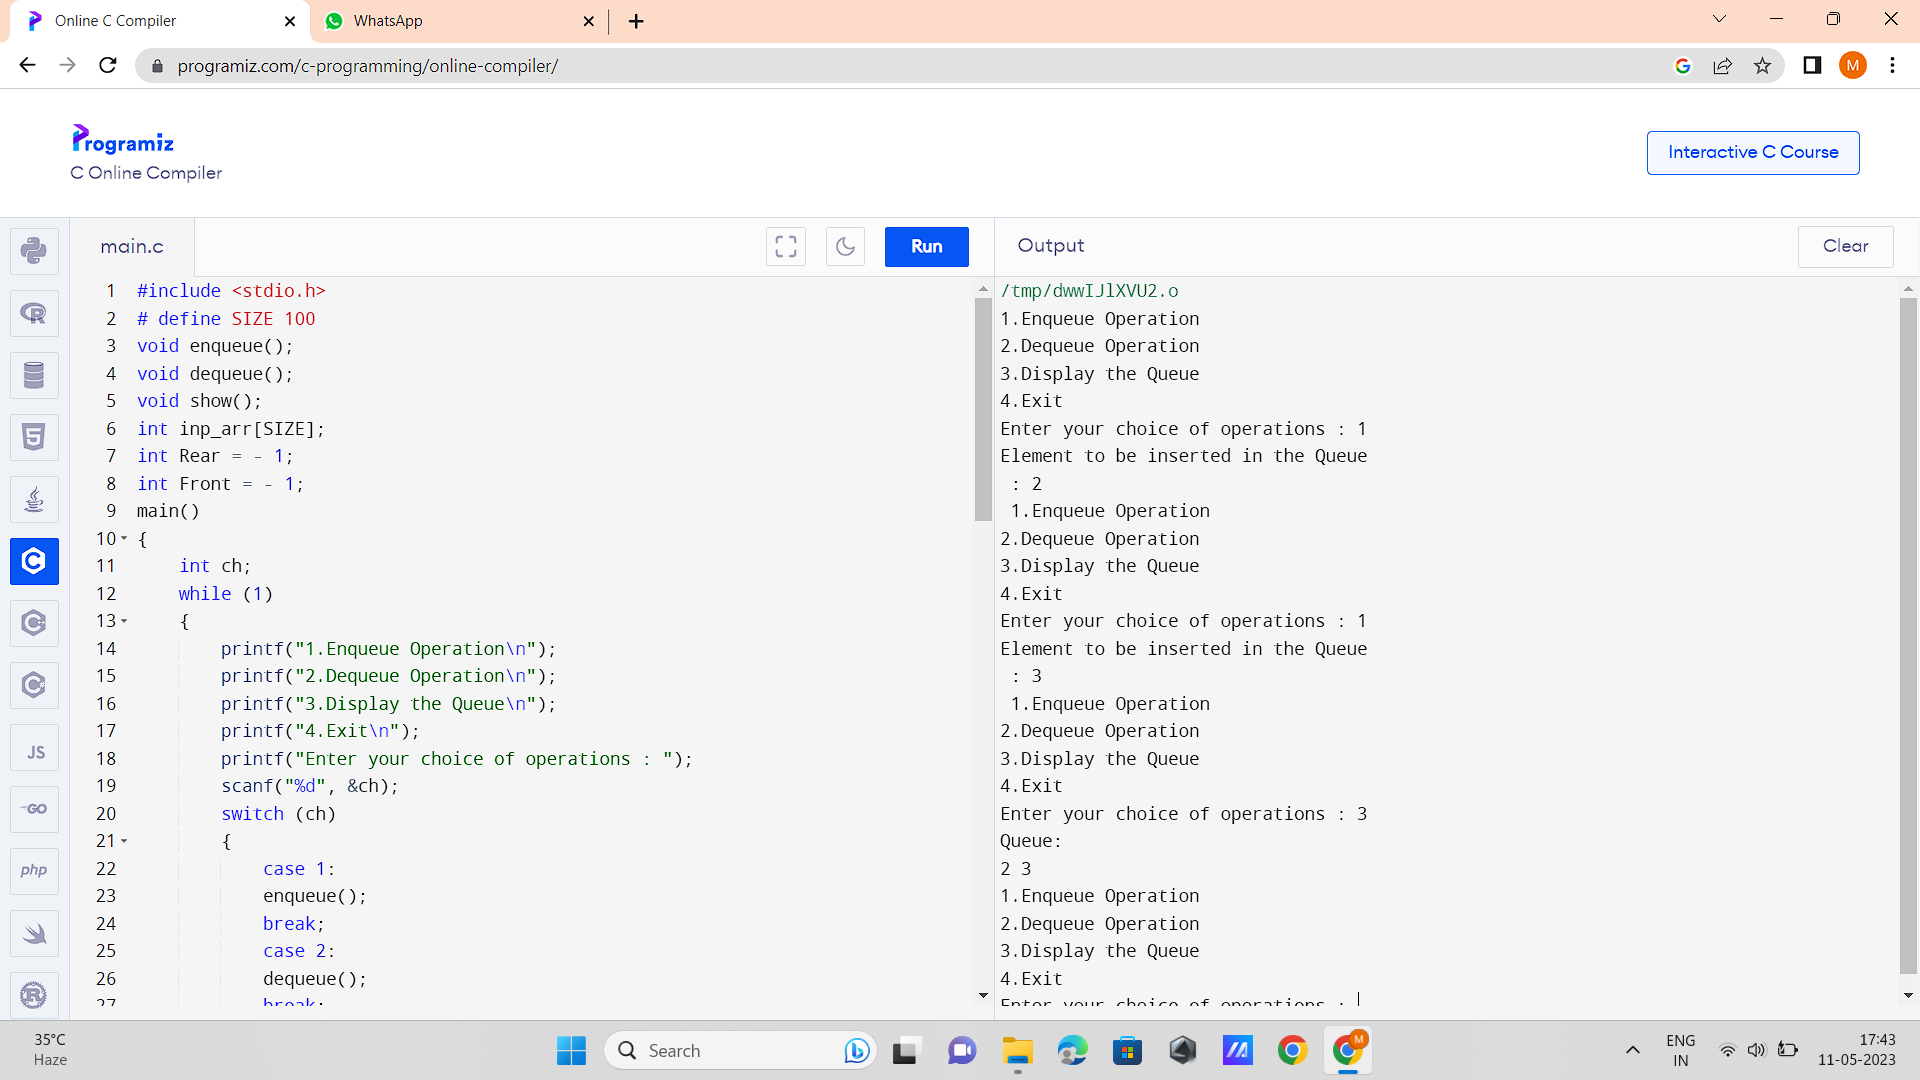 Online C Compiler
WhatsApp
programiz.com/c-programming/online-compiler/
M
Programiz
C Online Compiler
Interactive C Course
main.c
Run
Output
Clear
1 #include <stdio.h>
2 # define SIZE 100
3 void enqueue();
4 void dequeue();
5 void show();
6 int inp_arr[SIZE];
7 int Rear = - 1;
8 int Front = - 1;
9 main()
10 {
11 int ch;
12 while (1)
13 {
14 printf("1.Enqueue Operation\n");
15 printf("2.Dequeue Operation\n");
16 printf("3.Display the Queue\n");
17 printf("4.Exit\n");
18 printf("Enter your choice of operations : ");
19 scanf("%d", &ch);
20 switch (ch)
21 {
22 case 1:
23 enqueue();
24 break;
25 case 2:
26 dequeue();
27 break;
/tmp/dwwIJlXVU2.o
1.Enqueue Operation
2.Dequeue Operation
3.Display the Queue
4.Exit
Enter your choice of operations : 1
Element to be inserted in the Queue
: 2
1.Enqueue Operation
2.Dequeue Operation
3.Display the Queue
4.Exit
Enter your choice of operations : 1
Element to be inserted in the Queue
: 3
1.Enqueue Operation
2.Dequeue Operation
3.Display the Queue
4.Exit
Enter your choice of operations : 3
Queue:
2 3
1.Enqueue Operation
2.Dequeue Operation
3.Display the Queue
4.Exit
Enter your choice of operations :
R
5
C
JS
GO
php
35°C
Haze
Search
M
ENG
IN
17:43
11-05-2023